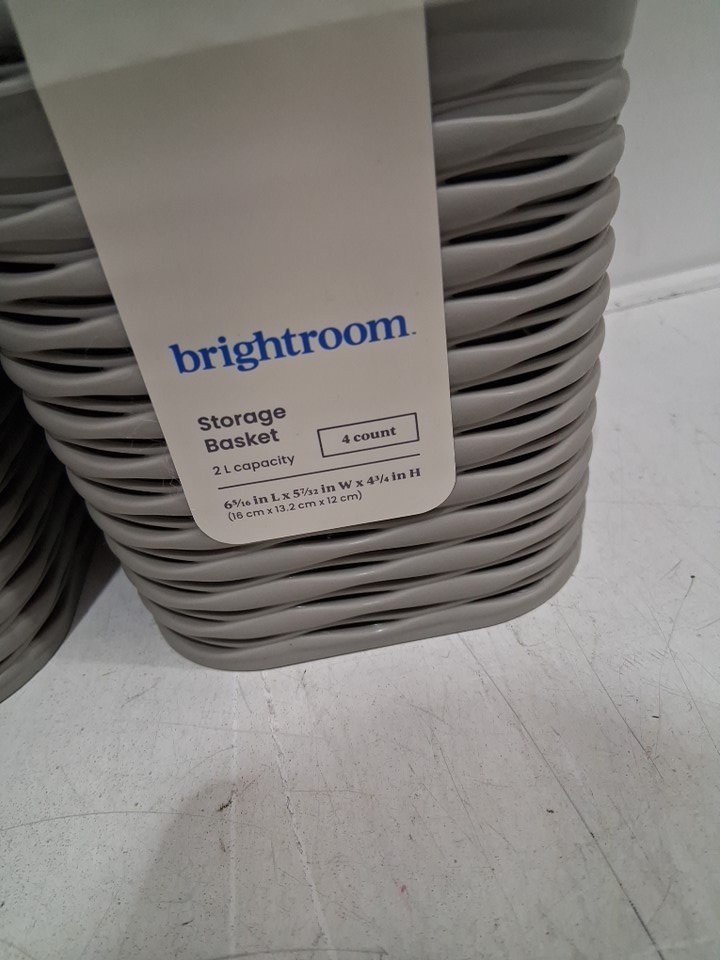 brightroom.
Storage
Basket
4 count
2 L capacity
6⁵/₁₆ in L x 5⁷/₃₂ in W x 4³/₄ in H
(16 cm x 13.2 cm x 12 cm)